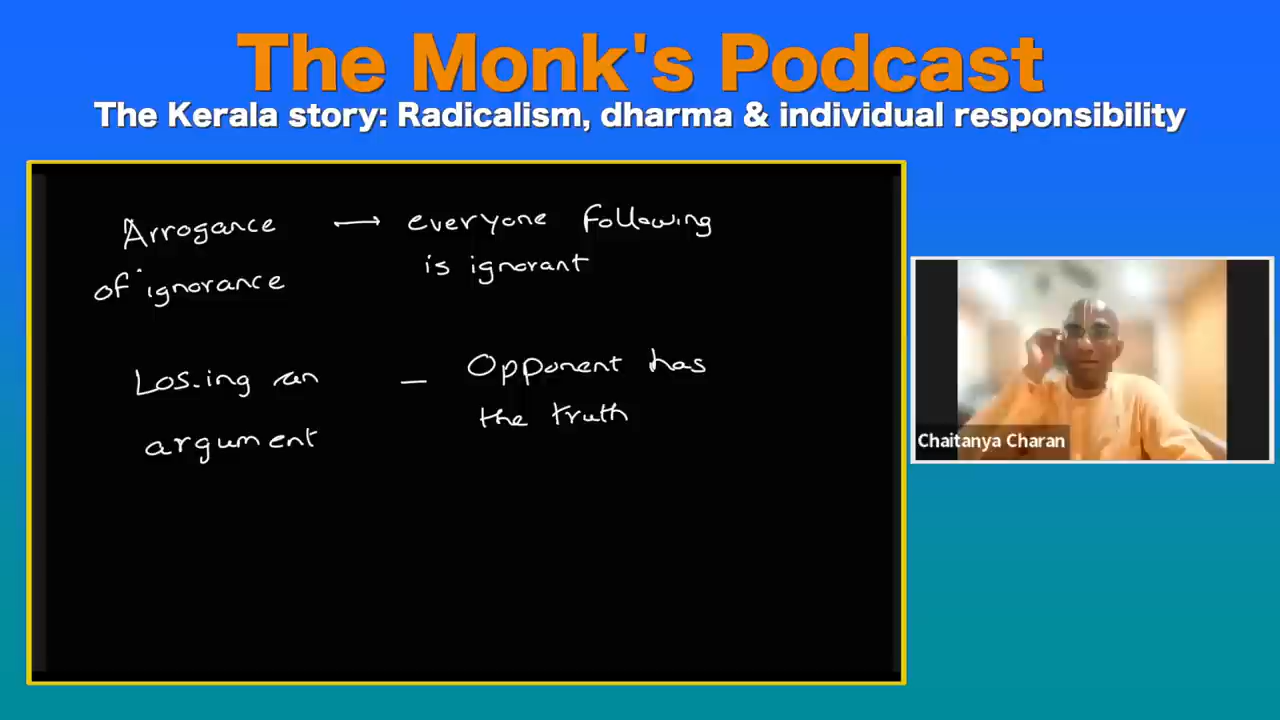 The Monk's Podcast
The Kerala story: Radicalism, dharma & individual responsibility
Arrogance → everyone following
of ignorance is ignorant
Losing an – Opponent has
argument the truth
Chaitanya Charan